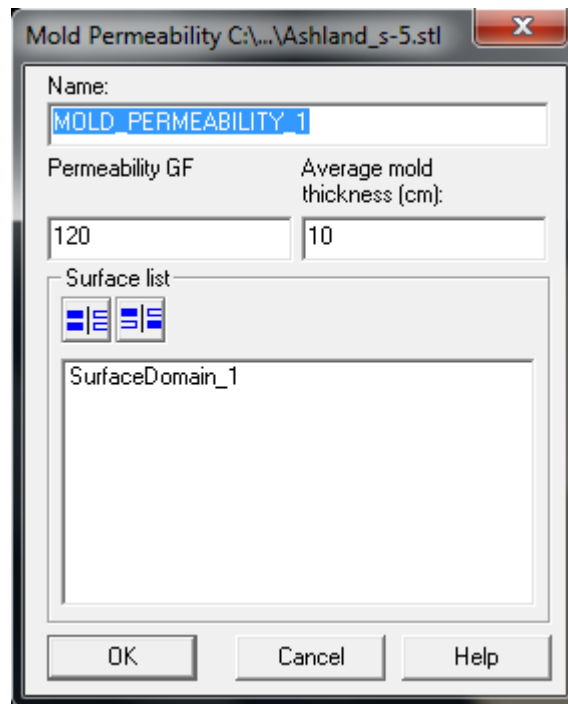 Mold Permeability C:\...\Ashland_s-5.stl
Name:
MOLD_PERMEABILITY_1
Permeability GF
Average mold
thickness (cm):
120
10
Surface list
SurfaceDomain_1
OK
Cancel
Help